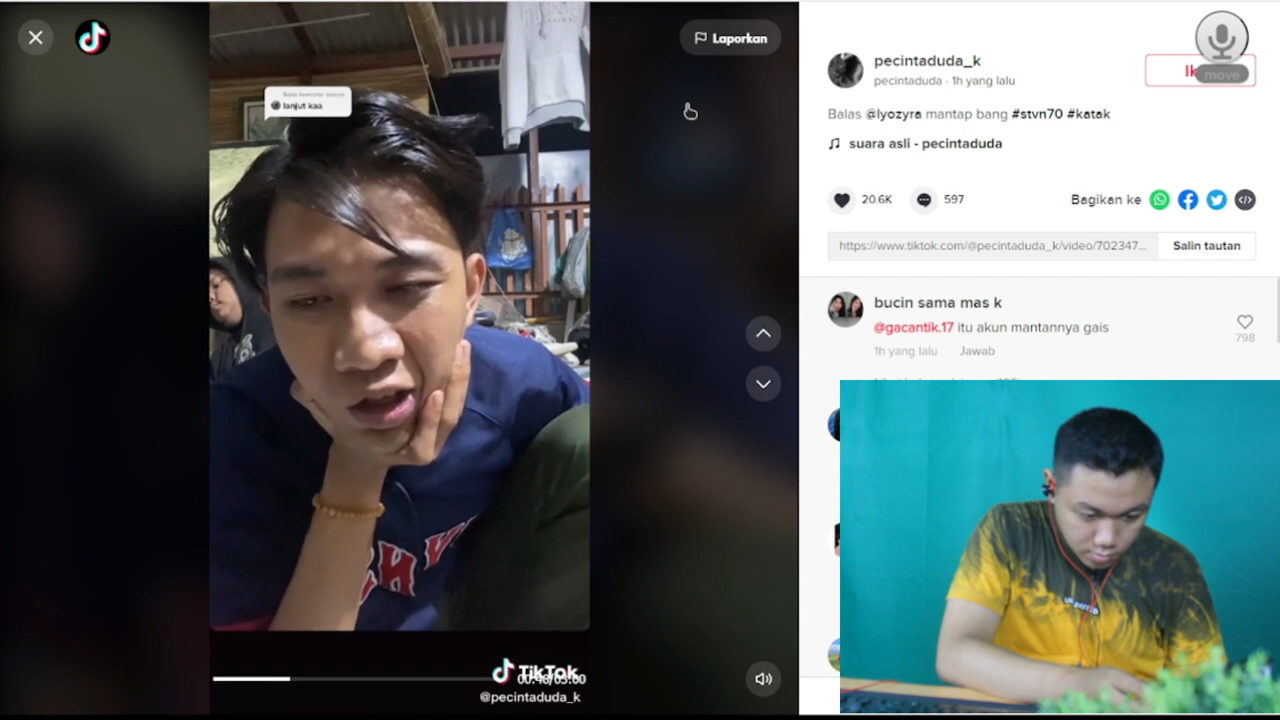 Laporkan
lanjut kaa
TikTok
@pecintaduda_k
pecintaduda_k
pecintaduda · 1h yang lalu
Ik
move
Balas @lyozyra mantap bang #stvn70 #katak
suara asli - pecintaduda
20.6K
597
Bagikan ke
https://www.tiktok.com/@pecintaduda_k/video/702347...
Salin tautan
bucin sama mas k
@gacantik.17 itu akun mantannya gais
798
1h yang lalu
Jawab